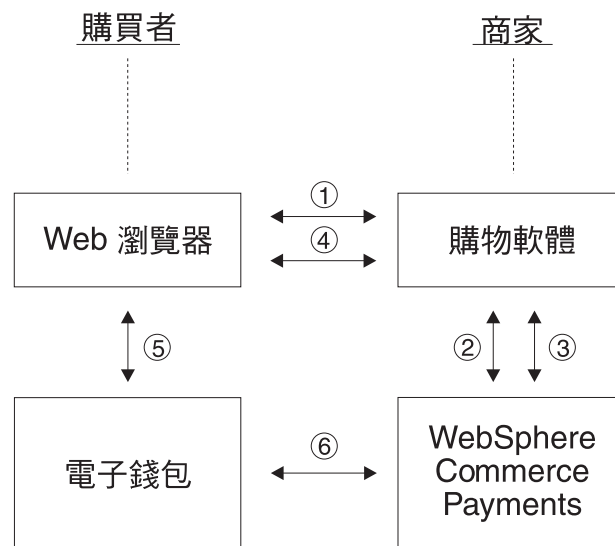 購買者
商家
Web 瀏覽器
①
④
購物軟體
⑤
②
③
電子錢包
⑥
WebSphere
Commerce
Payments